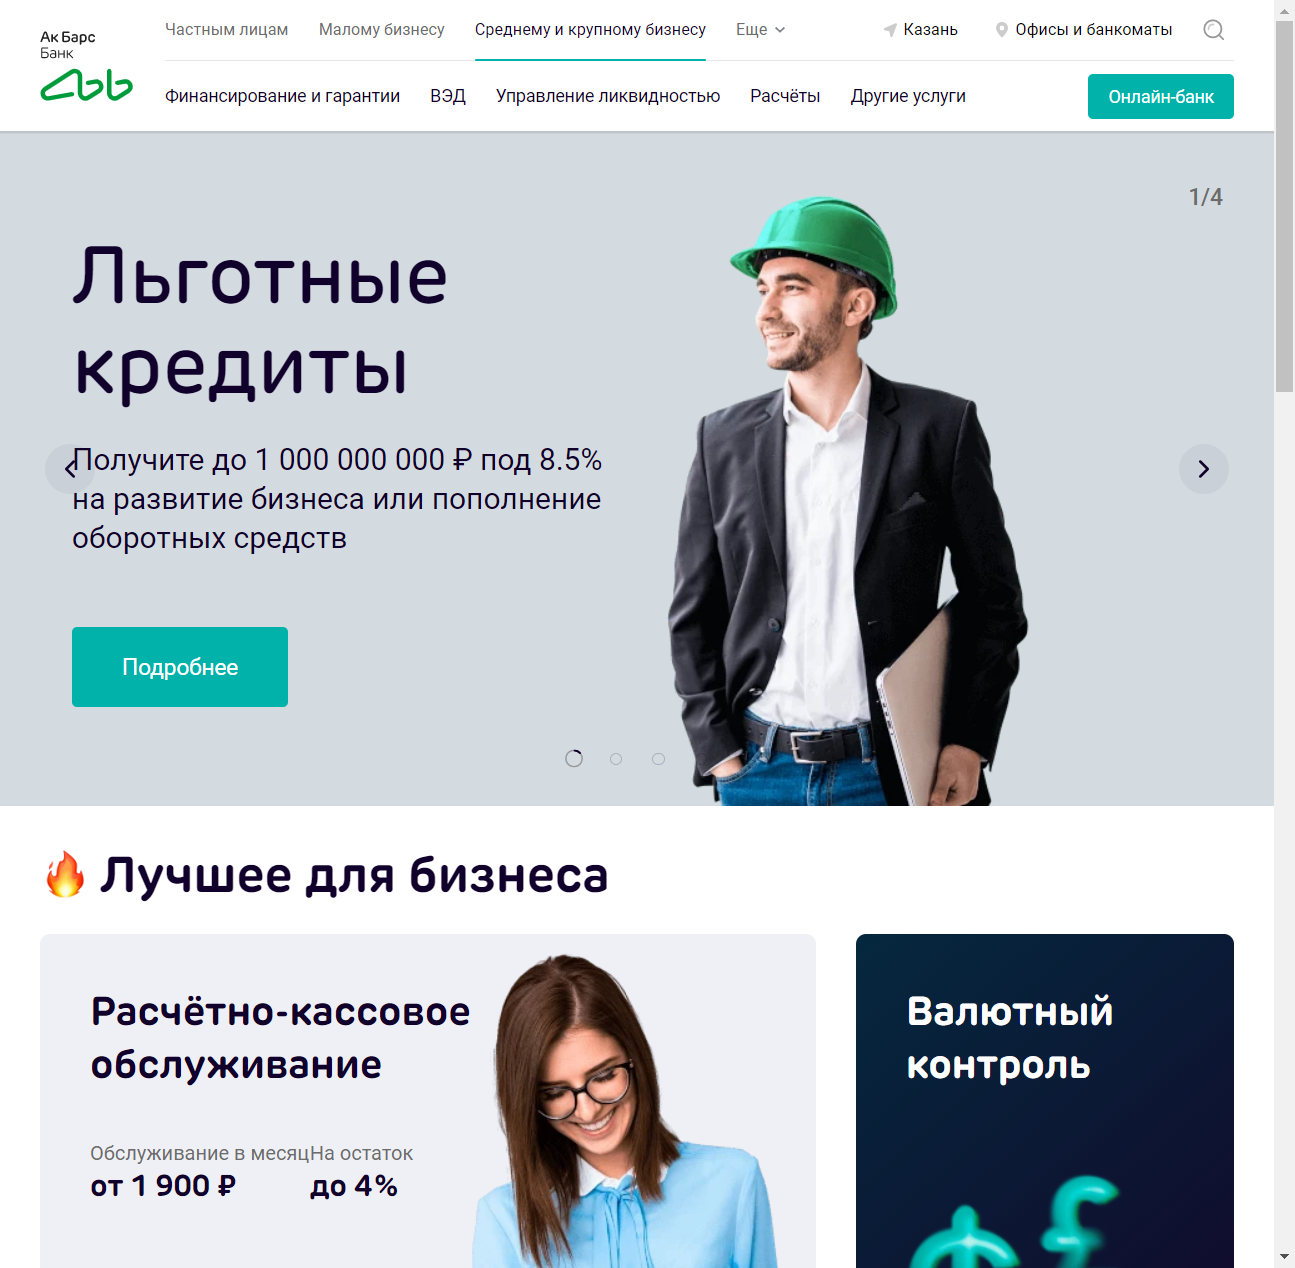 Ак Барс
Банк
Частным лицам
Малому бизнесу
Среднему и крупному бизнесу
Еще
Казань
Офисы и банкоматы
Финансирование и гарантии
ВЭД
Управление ликвидностью
Расчёты
Другие услуги
Онлайн-банк
1/4
Льготные
кредиты
Получите до 1 000 000 000 ₽ под 8.5%
на развитие бизнеса или пополнение
оборотных средств
Подробнее
Лучшее для бизнеса
Расчётно-кассовое
обслуживание
Обслуживание в месяц
от 1 900 ₽
На остаток
до 4%
Валютный
контроль